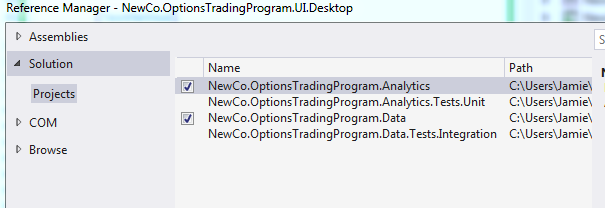 Reference Manager - NewCo.OptionsTradingProgram.UI.Desktop
Assemblies
Solution
Projects
COM
Browse
Name Path
NewCo.OptionsTradingProgram.Analytics C:\Users\Jamie\
NewCo.OptionsTradingProgram.Analytics.Tests.Unit C:\Users\Jamie\
NewCo.OptionsTradingProgram.Data C:\Users\Jamie\
NewCo.OptionsTradingProgram.Data.Tests.Integration C:\Users\Jamie\